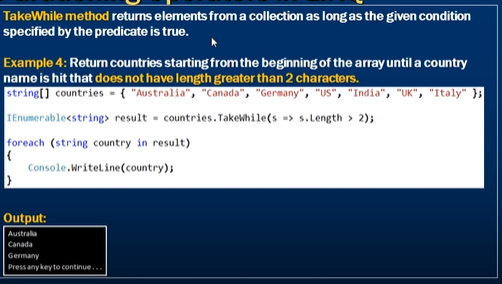 TakeWhile method returns elements from a collection as long as the given condition
specified by the predicate is true.
Example 4: Return countries starting from the beginning of the array until a country
name is hit that does not have length greater than 2 characters.
string[] countries = { "Australia", "Canada", "Germany", "US", "India", "UK", "Italy" };
IEnumerable<string> result = countries.TakeWhile(s => s.Length > 2);
foreach (string country in result)
{
Console.WriteLine(country);
}
Output:
Australia
Canada
Germany
Press any key to continue . . .